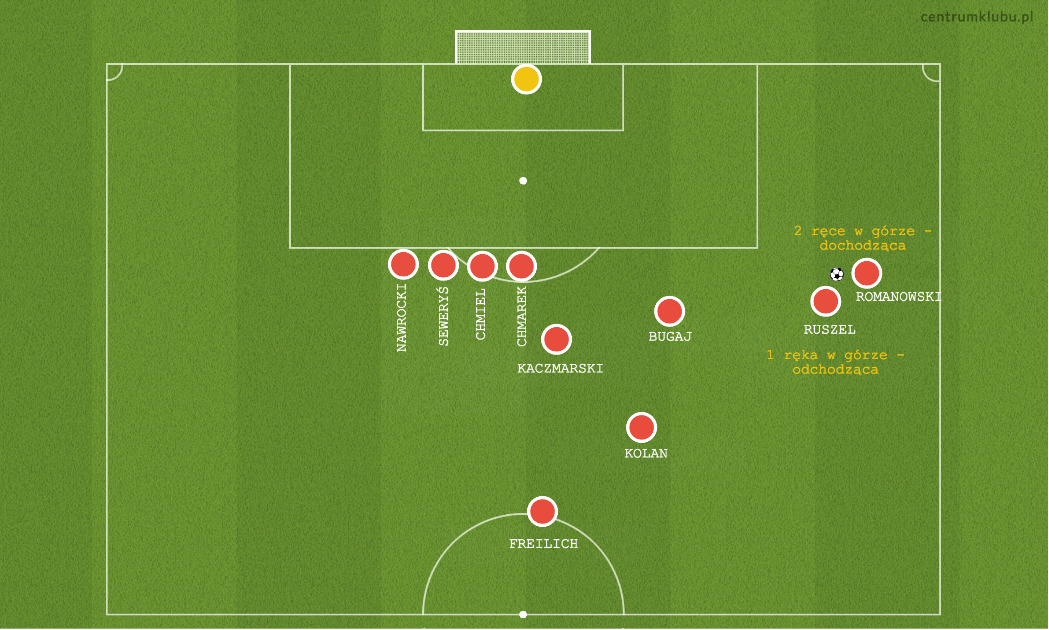 centrumklubu.pl
2 ręce w górze -
dochodząca
ROMANOWSKI
RUSZEL
1 ręka w górze -
odchodząca
NAWROCKI
SEWERYŚ
CHMIEL
CHMAREK
BUGAJ
KACZMARSKI
KOLAN
FREILICH